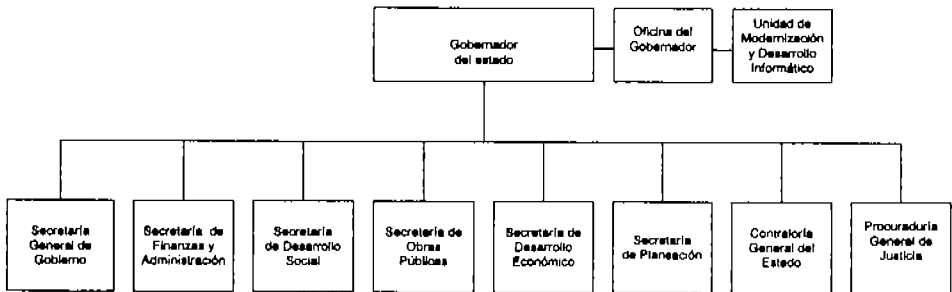 Gobernador
del estado
Oficina del
Gobernador
Unidad de
Modernización
y Desarrollo
Informático
Secretaría
General de
Gobierno
Secretaría de
Finanzas y
Administración
Secretaría
de Desarrollo
Social
Secretaría de
Obras
Públicas
Secretaría de
Desarrollo
Económico
Secretaría
de Planeación
Contraloría
General del
Estado
Procuraduría
General de
Justicia